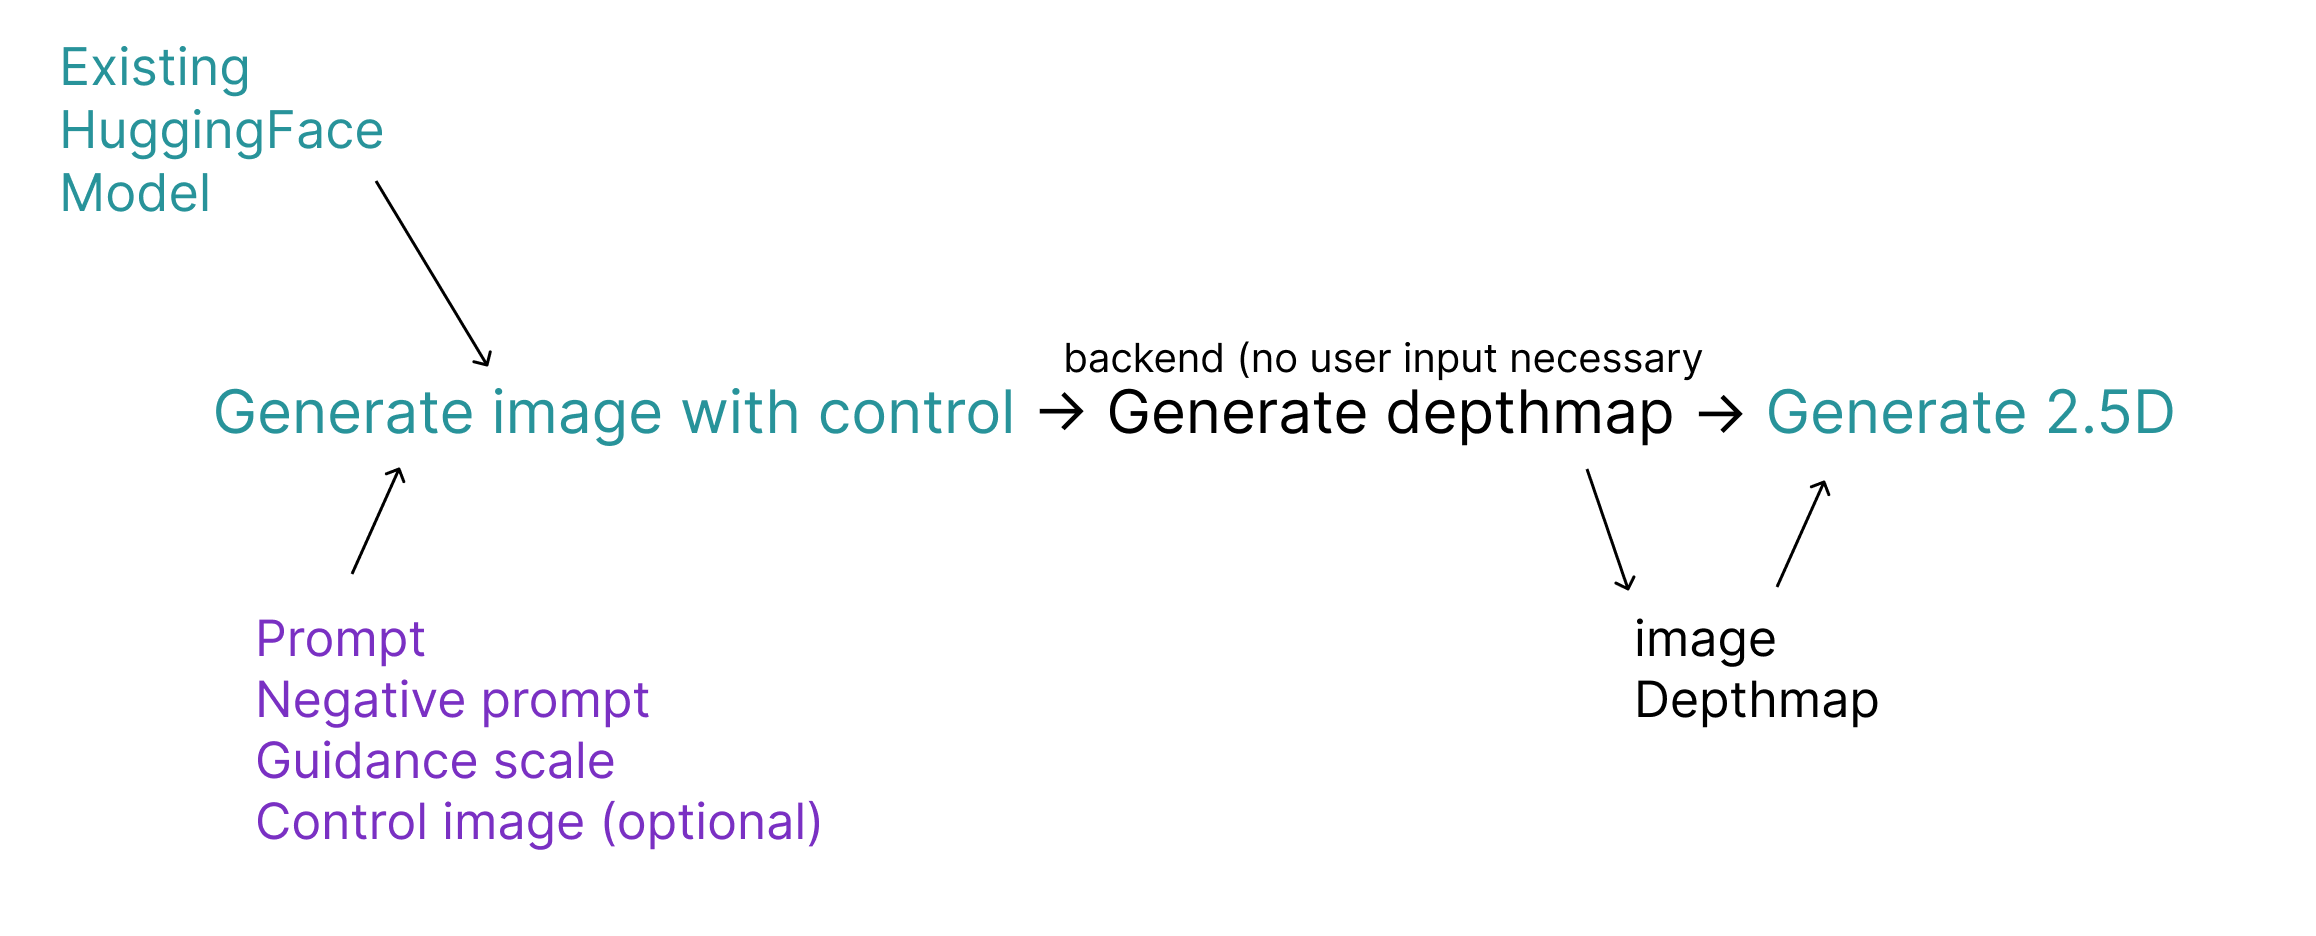 Existing
HuggingFace
Model
backend (no user input necessary
Generate image with control → Generate depthmap → Generate 2.5D
Prompt
Negative prompt
Guidance scale
Control image (optional)
image
Depthmap